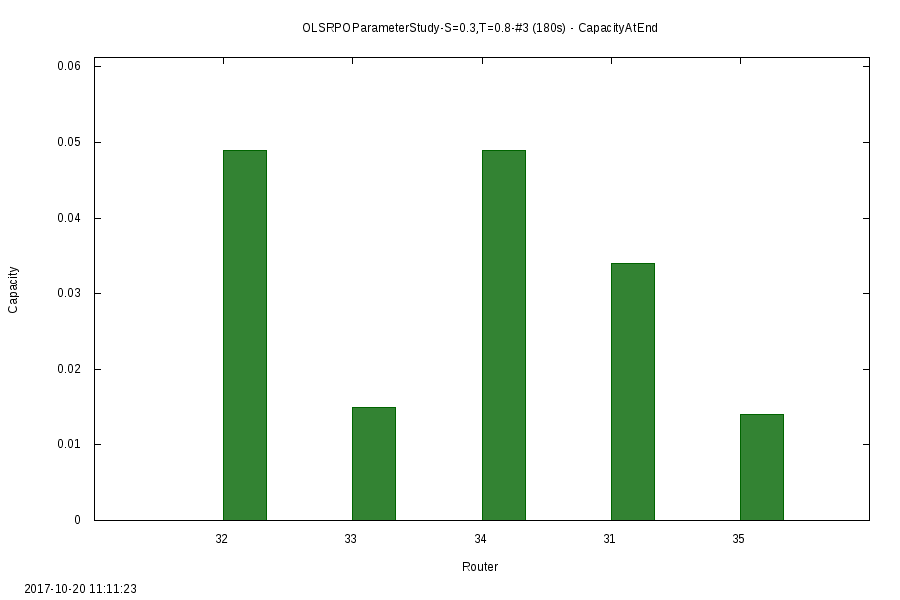 OLSRPOParameterStudy-S=0.3,T=0.8-#3 (180s) - CapacityAtEnd
0.06
0.05
0.04
0.03
0.02
0.01
0
Capacity
32 33 34 31 35
Router
2017-10-20 11:11:23